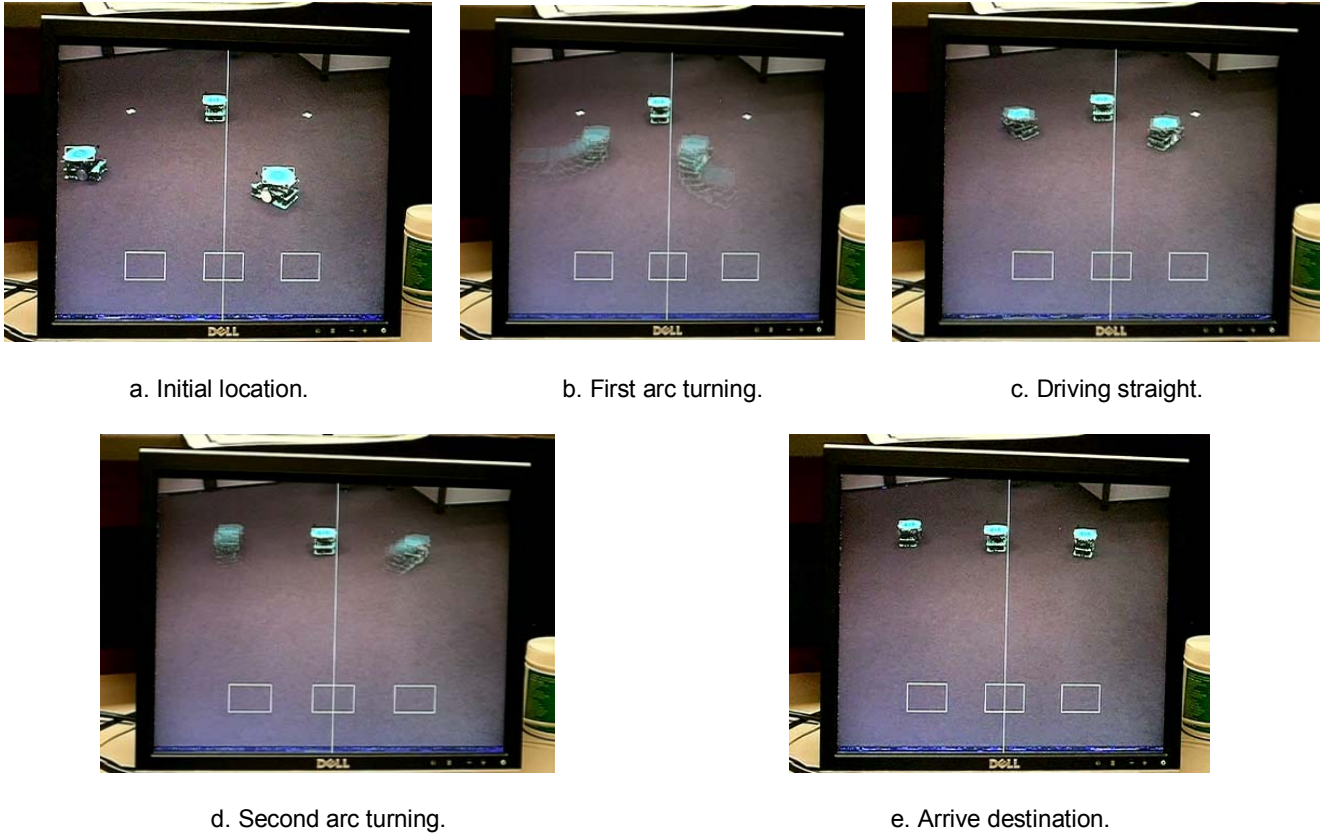 DELL
DELL
DELL
a. Initial location.
b. First arc turning.
c. Driving straight.
DELL
DELL
d. Second arc turning.
e. Arrive destination.